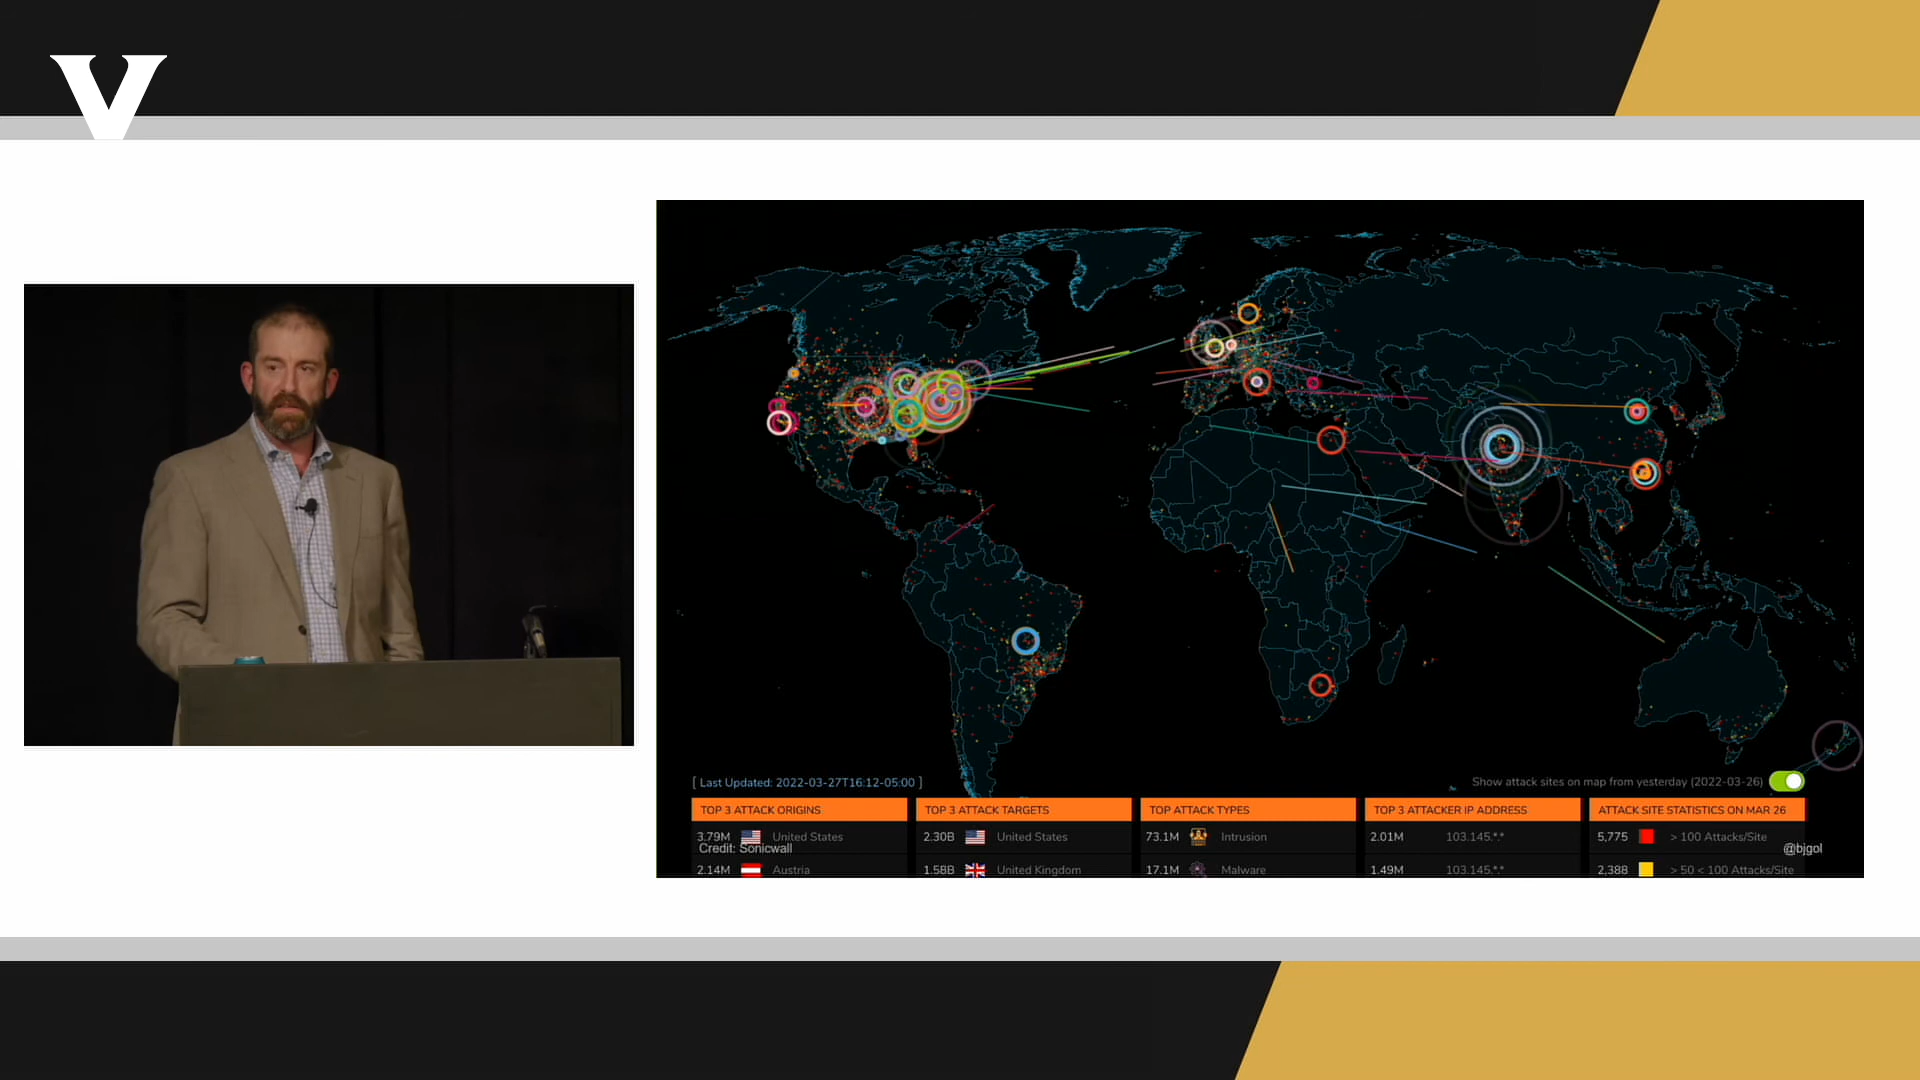 V
[ Last Updated: 2022-03-27T16:12-05:00 ]
Show attack sites on map from yesterday (2022-03-26)
TOP 3 ATTACK ORIGINS
3.79M United States
Credit: Sonicwall
2.14M Austria
TOP 3 ATTACK TARGETS
2.30B United States
1.58B United Kingdom
TOP ATTACK TYPES
73.1M Intrusion
17.1M Malware
TOP 3 ATTACKER IP ADDRESS
2.01M 103.145.*.*
1.49M 103.145.*.*
ATTACK SITE STATISTICS ON MAR 26
5,775 > 100 Attacks/Site
@bjgol
2,388 > 50 < 100 Attacks/Site